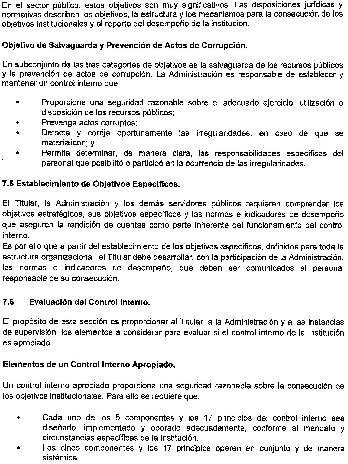 En el sector público, estos objetivos son muy significativos. Las disposiciones jurídicas y
normativas describen los objetivos, la estructura y los mecanismos para la consecución de los
objetivos institucionales y el reporte del desempeño de la institución.
Objetivo de Salvaguarda y Prevención de Actos de Corrupción.
Un subconjunto de las tres categorías de objetivos es la salvaguarda de los recursos públicos
y la prevención de actos de corrupción. La Administración es responsable de establecer y
mantener un control interno que:
• Proporcione una seguridad razonable sobre el adecuado ejercicio, utilización o
disposición de los recursos públicos;
• Prevenga actos corruptos;
• Detecte y corrija oportunamente las irregularidades, en caso de que se
materialicen; y
• Permita determinar, de manera clara, las responsabilidades específicas del
personal que posibilitó o participó en la ocurrencia de las irregularidades.
7.5 Establecimiento de Objetivos Específicos.
El Titular, la Administración y los demás servidores públicos requieren comprender los
objetivos estratégicos, sus objetivos específicos y las normas e indicadores de desempeño
que aseguren la rendición de cuentas como parte inherente del funcionamiento del control
interno.
Es por ello que a partir del establecimiento de los objetivos específicos, definidos para toda la
estructura organizacional, el Titular debe desarrollar, con la participación de la Administración,
las normas e indicadores de desempeño, que deben ser comunicados al personal
responsable de su consecución.
7.6 Evaluación del Control Interno.
El propósito de esta sección es proporcionar al Titular, a la Administración y a las instancias
de supervisión, los elementos a considerar para evaluar si el control interno de la institución
es apropiado.
Elementos de un Control Interno Apropiado.
Un control interno apropiado proporciona una seguridad razonable sobre la consecución de
los objetivos institucionales. Para ello se requiere que:
• Cada uno de los 5 componentes y los 17 principios del control interno sea
diseñado, implementado y operado adecuadamente, conforme al mandato y
circunstancias específicas de la institución.
• Los cinco componentes y los 17 principios operen en conjunto y de manera
sistémica.